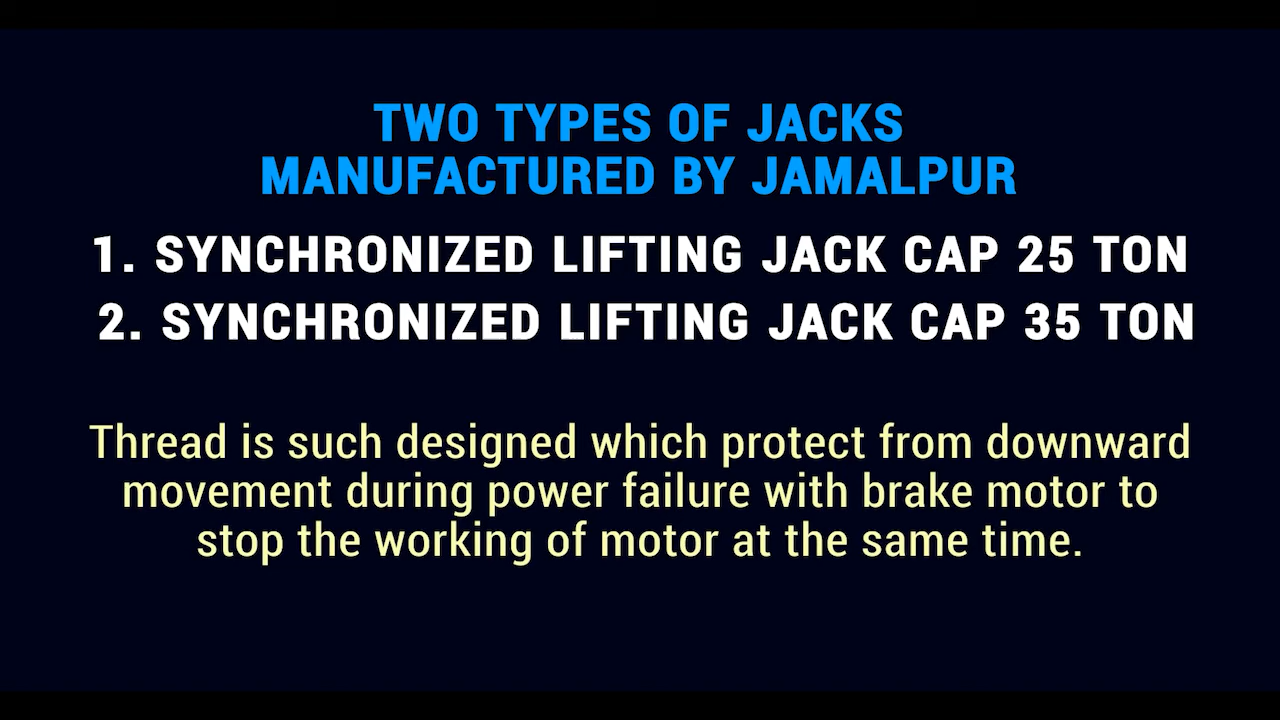 TWO TYPES OF JACKS
MANUFACTURED BY JAMALPUR
1. SYNCHRONIZED LIFTING JACK CAP 25 TON
2. SYNCHRONIZED LIFTING JACK CAP 35 TON
Thread is such designed which protect from downward
movement during power failure with brake motor to
stop the working of motor at the same time.